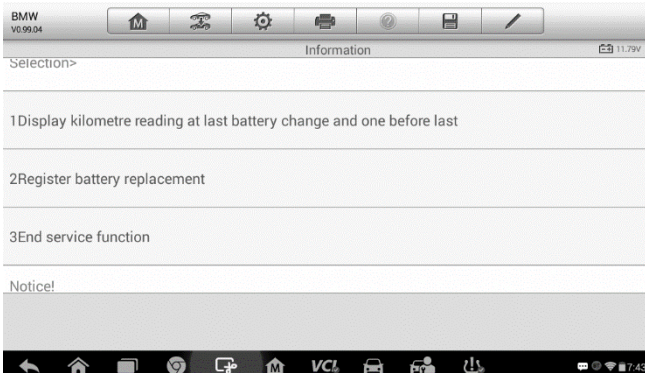 BMW
V0.99.04
M
?
Information
11.79V
Selection>
1Display kilometre reading at last battery change and one before last
2Register battery replacement
3End service function
Notice!
M
VCI
7:43